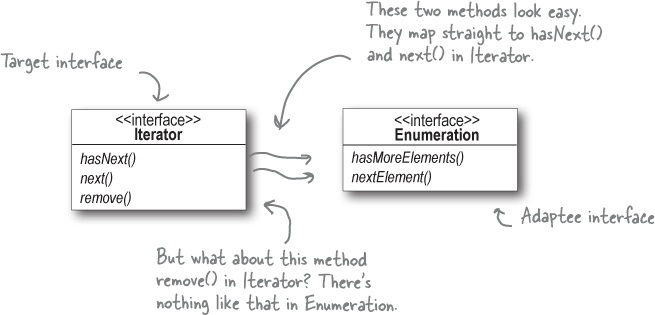 These two methods look easy.
They map straight to hasNext()
and next() in Iterator.
Target interface
<<interface>>
Iterator
hasNext()
next()
remove()
<<interface>>
Enumeration
hasMoreElements()
nextElement()
Adaptee interface
But what about this method
remove() in Iterator? There's
nothing like that in Enumeration.